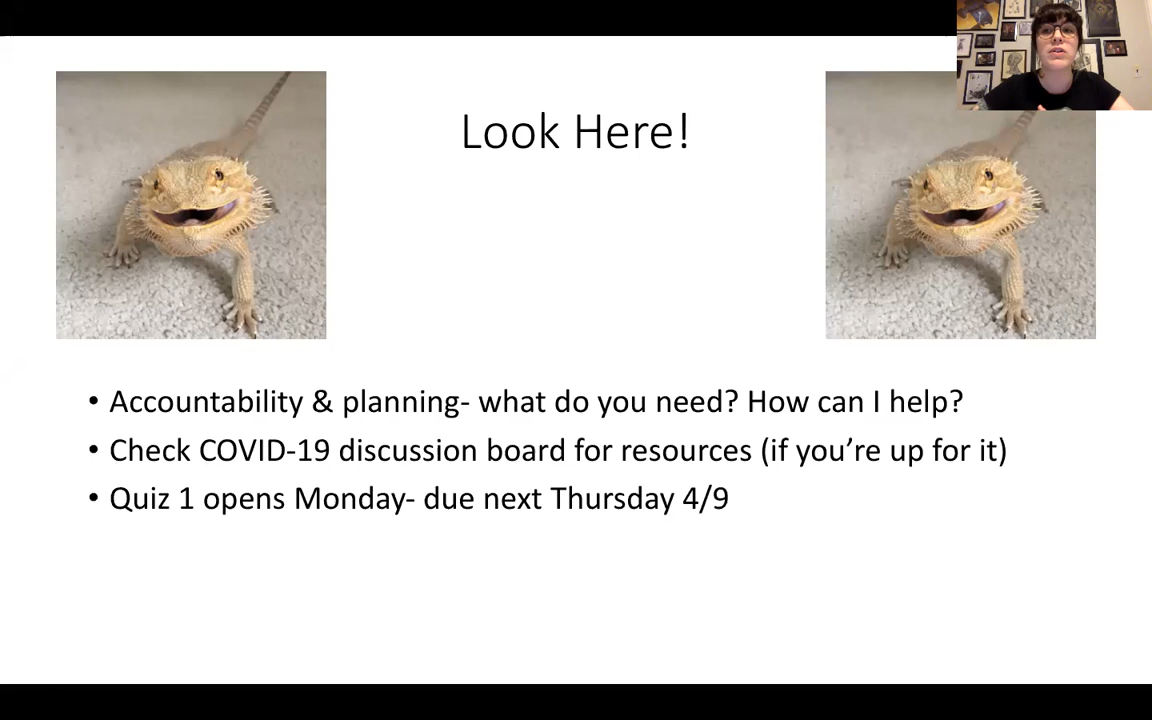 Look Here!
• Accountability & planning- what do you need? How can I help?
• Check COVID-19 discussion board for resources (if you’re up for it)
• Quiz 1 opens Monday- due next Thursday 4/9